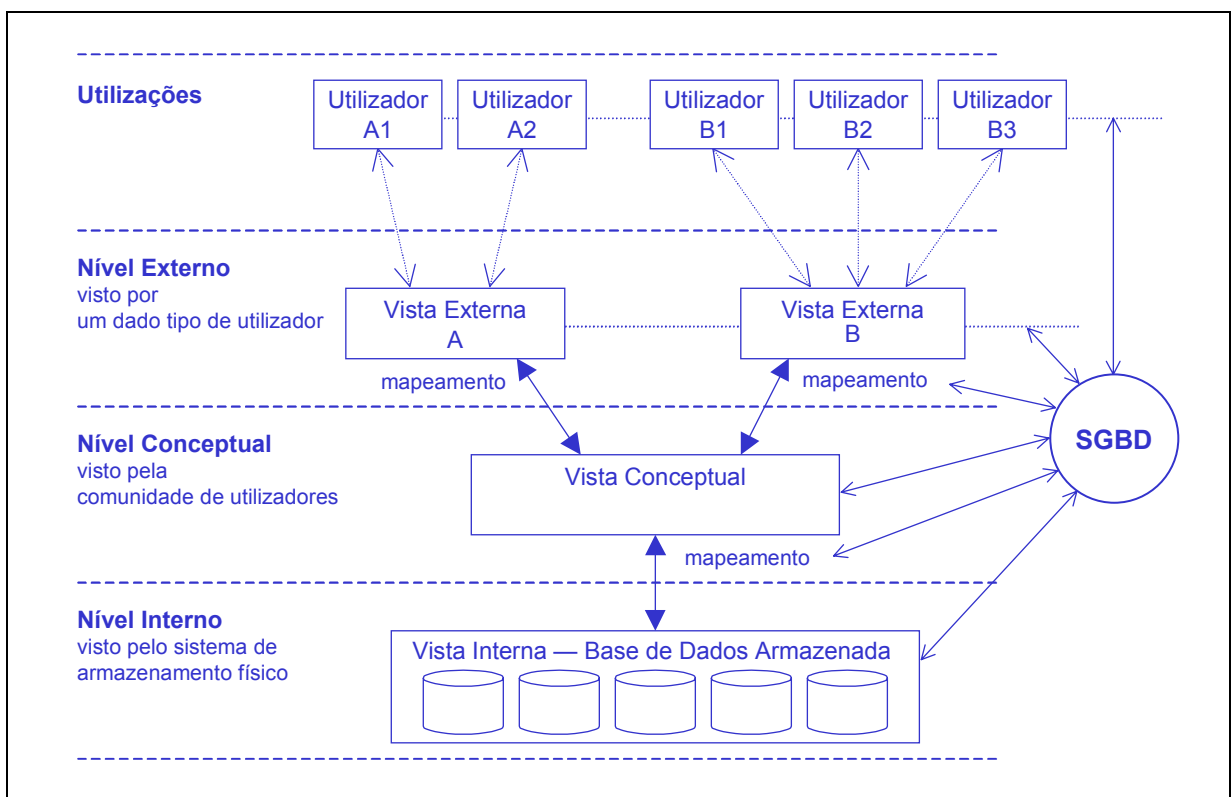 Utilizações
Utilizador
A1
Utilizador
A2
Utilizador
B1
Utilizador
B2
Utilizador
B3
Nível Externo
visto por
um dado tipo de utilizador
Vista Externa
A
Vista Externa
B
mapeamento
mapeamento
SGBD
Nível Conceptual
visto pela
comunidade de utilizadores
Vista Conceptual
mapeamento
Nível Interno
visto pelo sistema de
armazenamento físico
Vista Interna — Base de Dados Armazenada